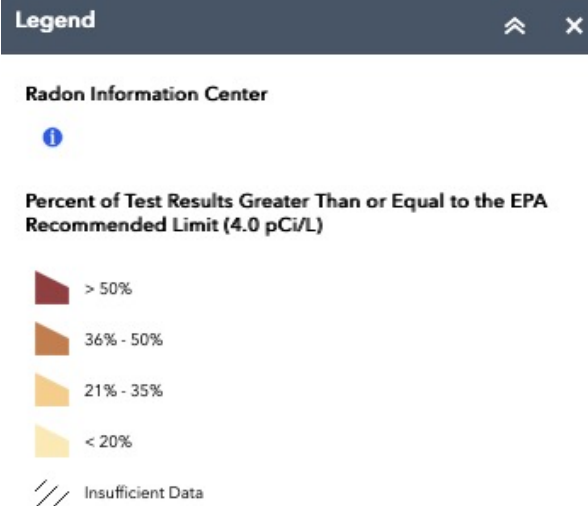 Legend
Radon Information Center
Percent of Test Results Greater Than or Equal to the EPA
Recommended Limit (4.0 pCi/L)
> 50%
36% - 50%
21% - 35%
< 20%
Insufficient Data